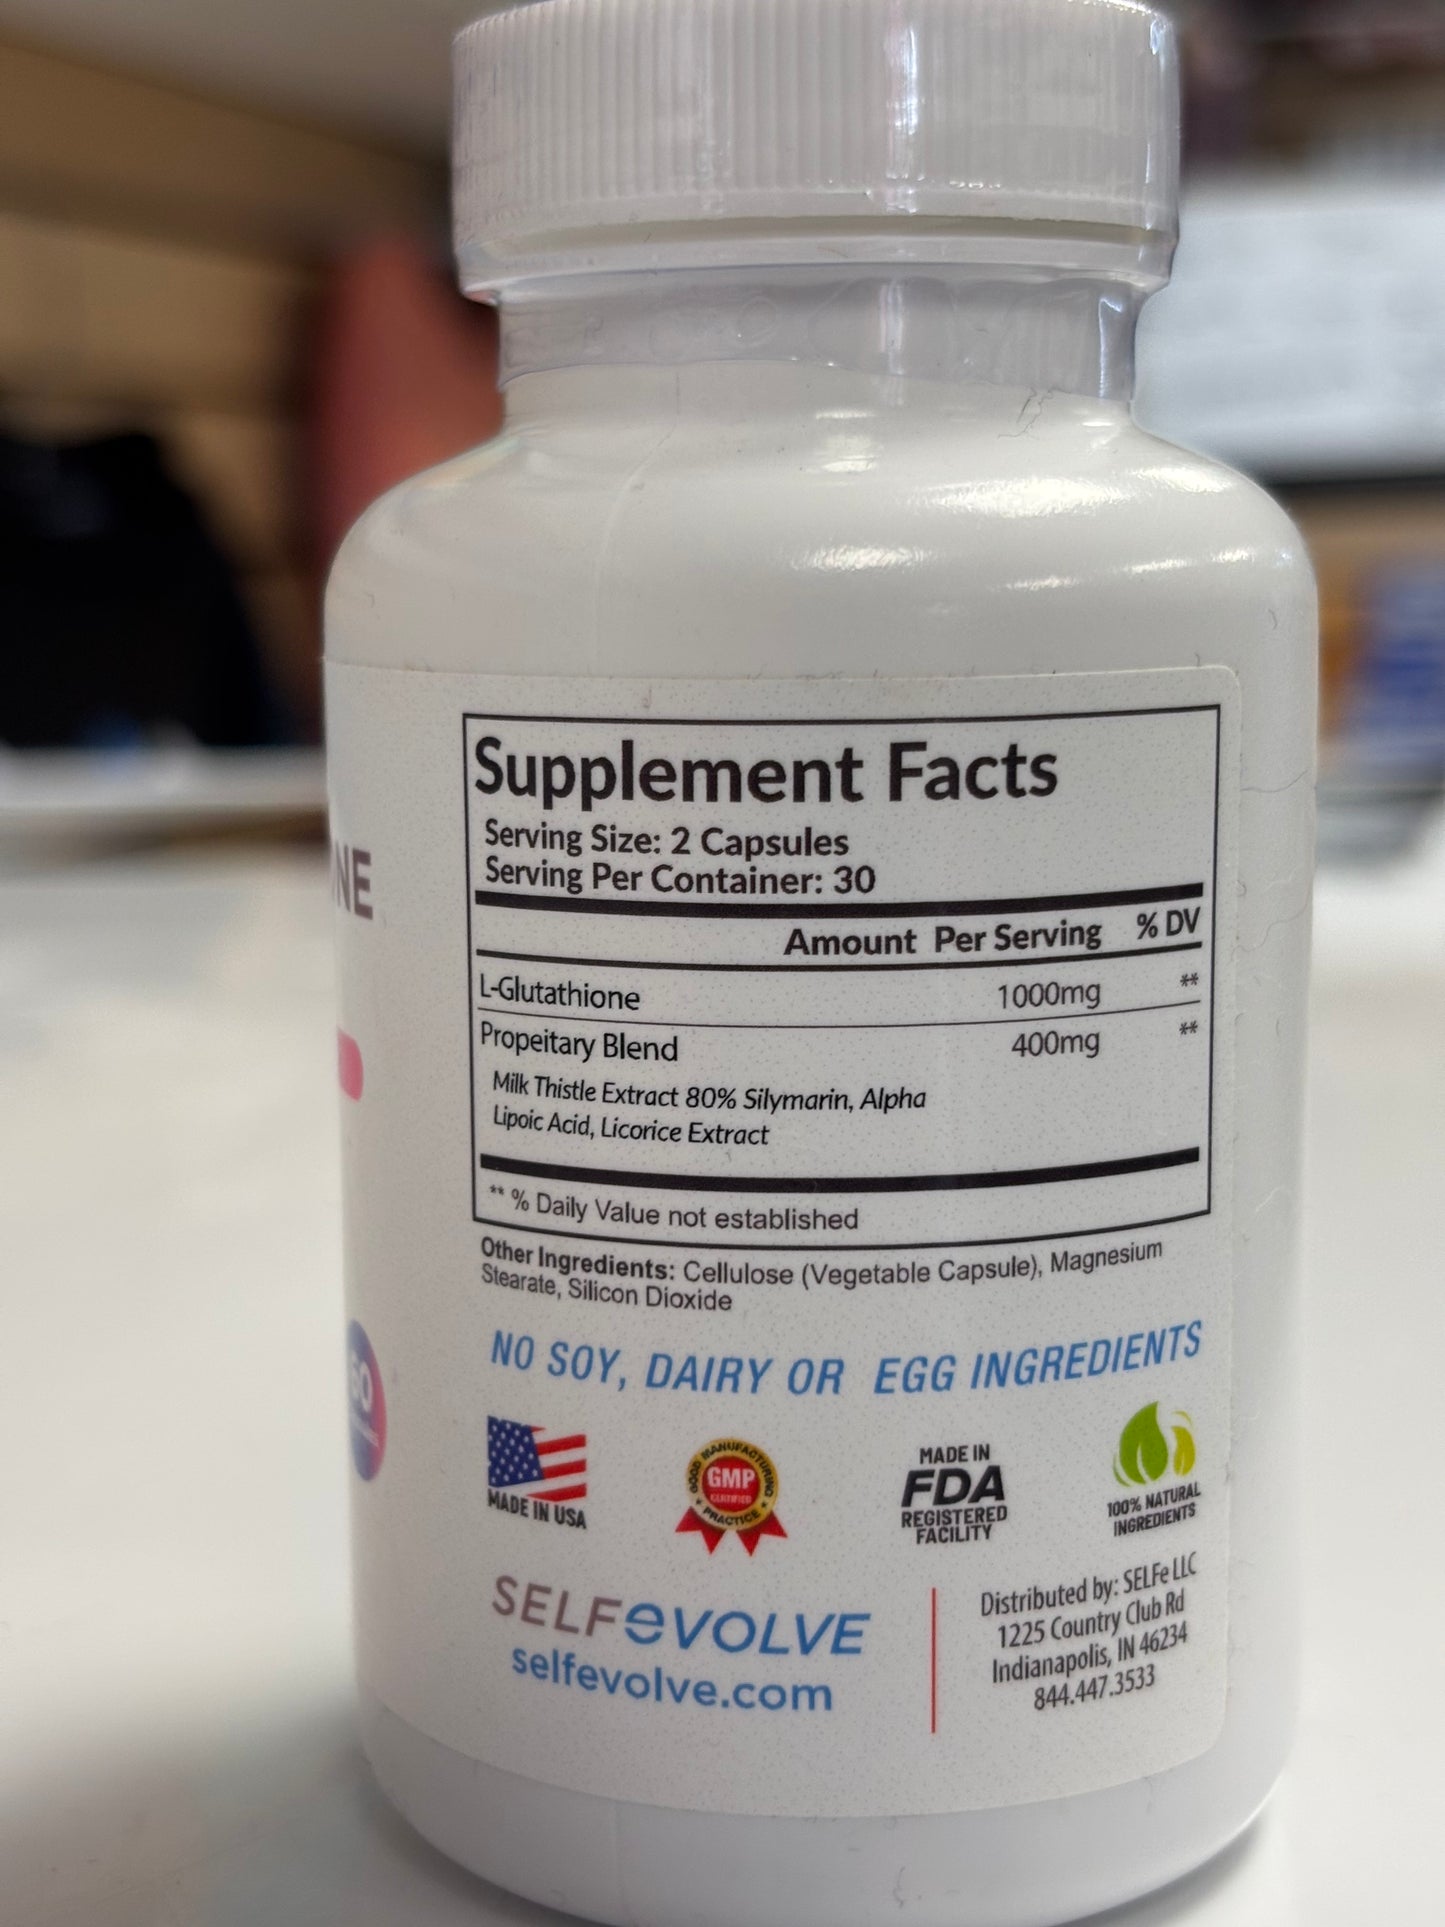 Supplement Facts
Serving Size: 2 Capsules
Serving Per Container: 30
Amount Per Serving % DV
L-Glutathione 1000mg **
Propeitary Blend 400mg **
Milk Thistle Extract 80% Silymarin, Alpha
Lipoic Acid, Licorice Extract
** % Daily Value not established
Other Ingredients: Cellulose (Vegetable Capsule), Magnesium
Stearate, Silicon Dioxide
NO SOY, DAIRY OR EGG INGREDIENTS
MADE IN USA
GOOD MANUFACTURING
GMP
CERTIFIED
PRACTICE
MADE IN
FDA
REGISTERED
FACILITY
100% NATURAL
INGREDIENTS
SELFeVOLVE
selfevolve.com
Distributed by: SELFe LLC
1225 Country Club Rd
Indianapolis, IN 46234
844.447.3533
NE